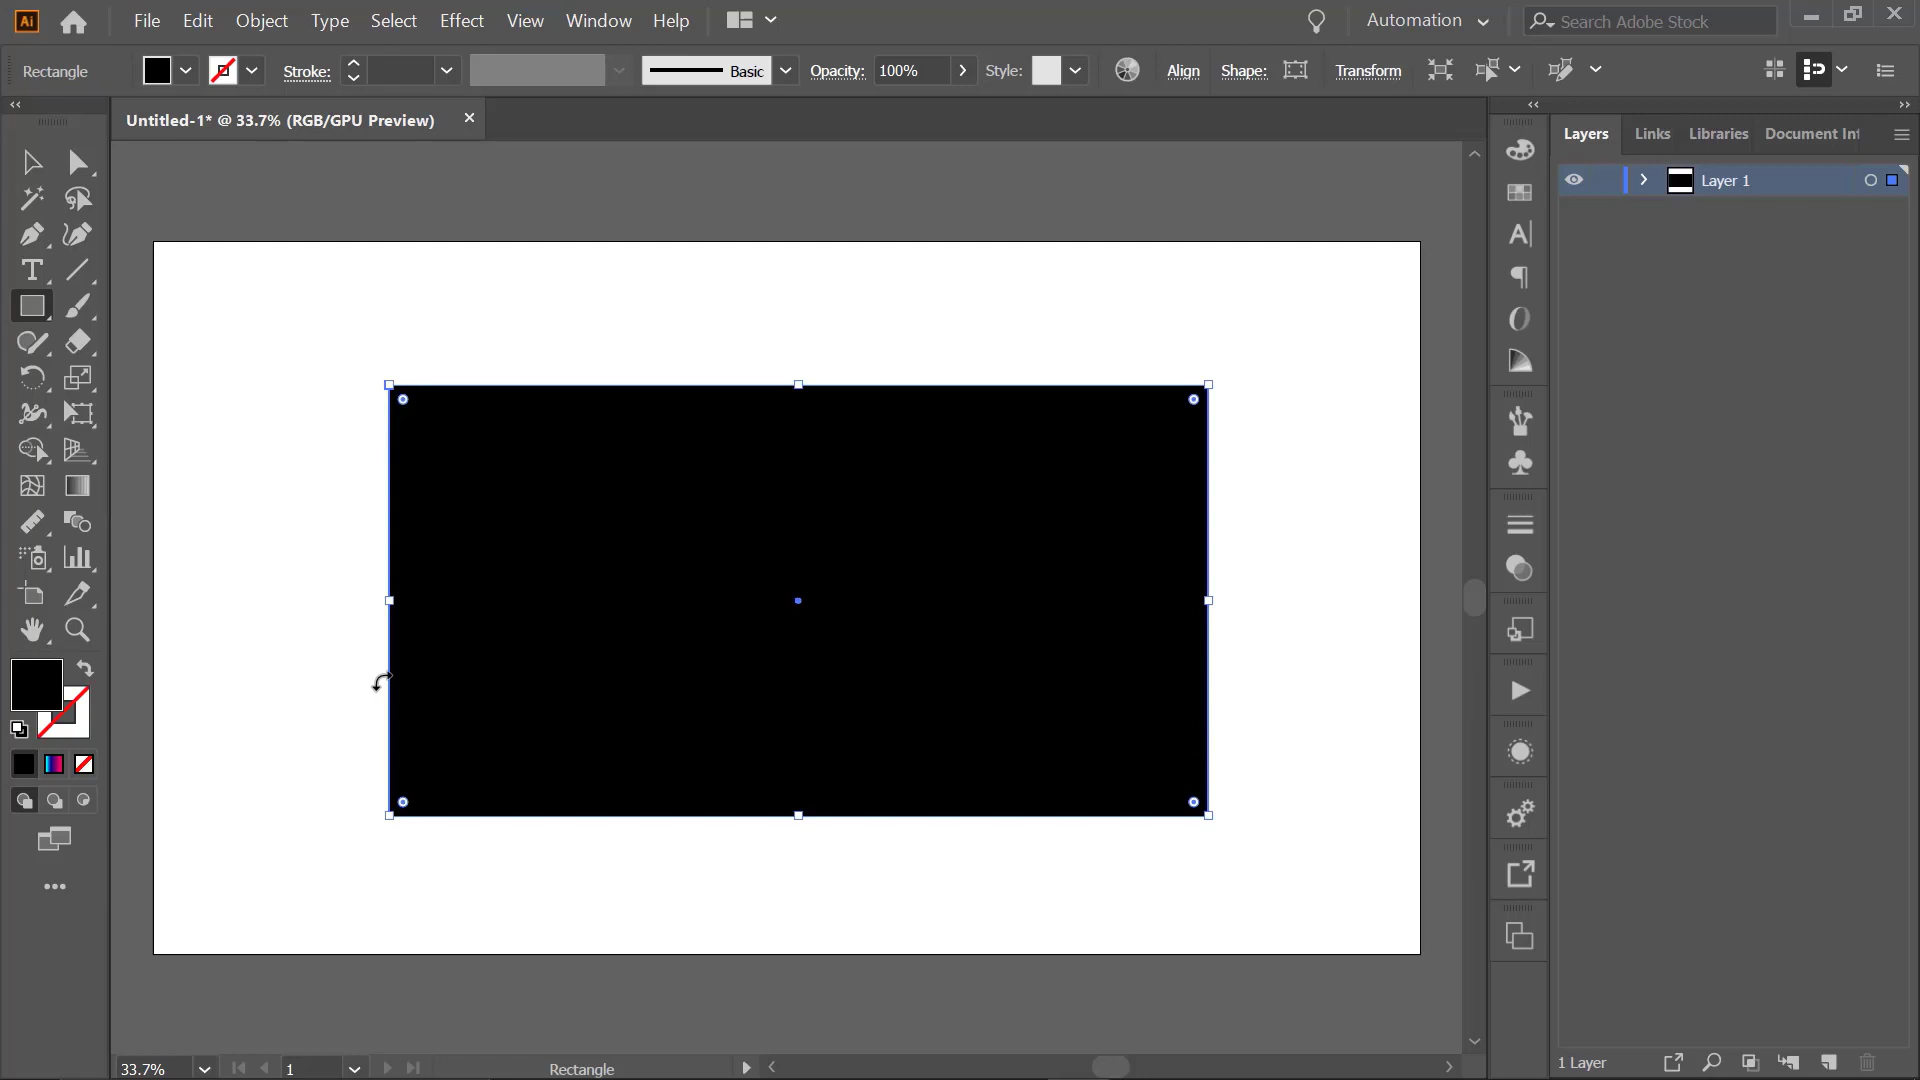 Ai File Edit Object Type Select Effect View Window Help Automation Search Adobe Stock
Rectangle Stroke: Basic Opacity: 100% Style: Align Shape: Transform
Untitled-1* @ 33.7% (RGB/GPU Preview)
Layers Links Libraries Document Inf
Layer 1
33.7% 1 Rectangle
1 Layer